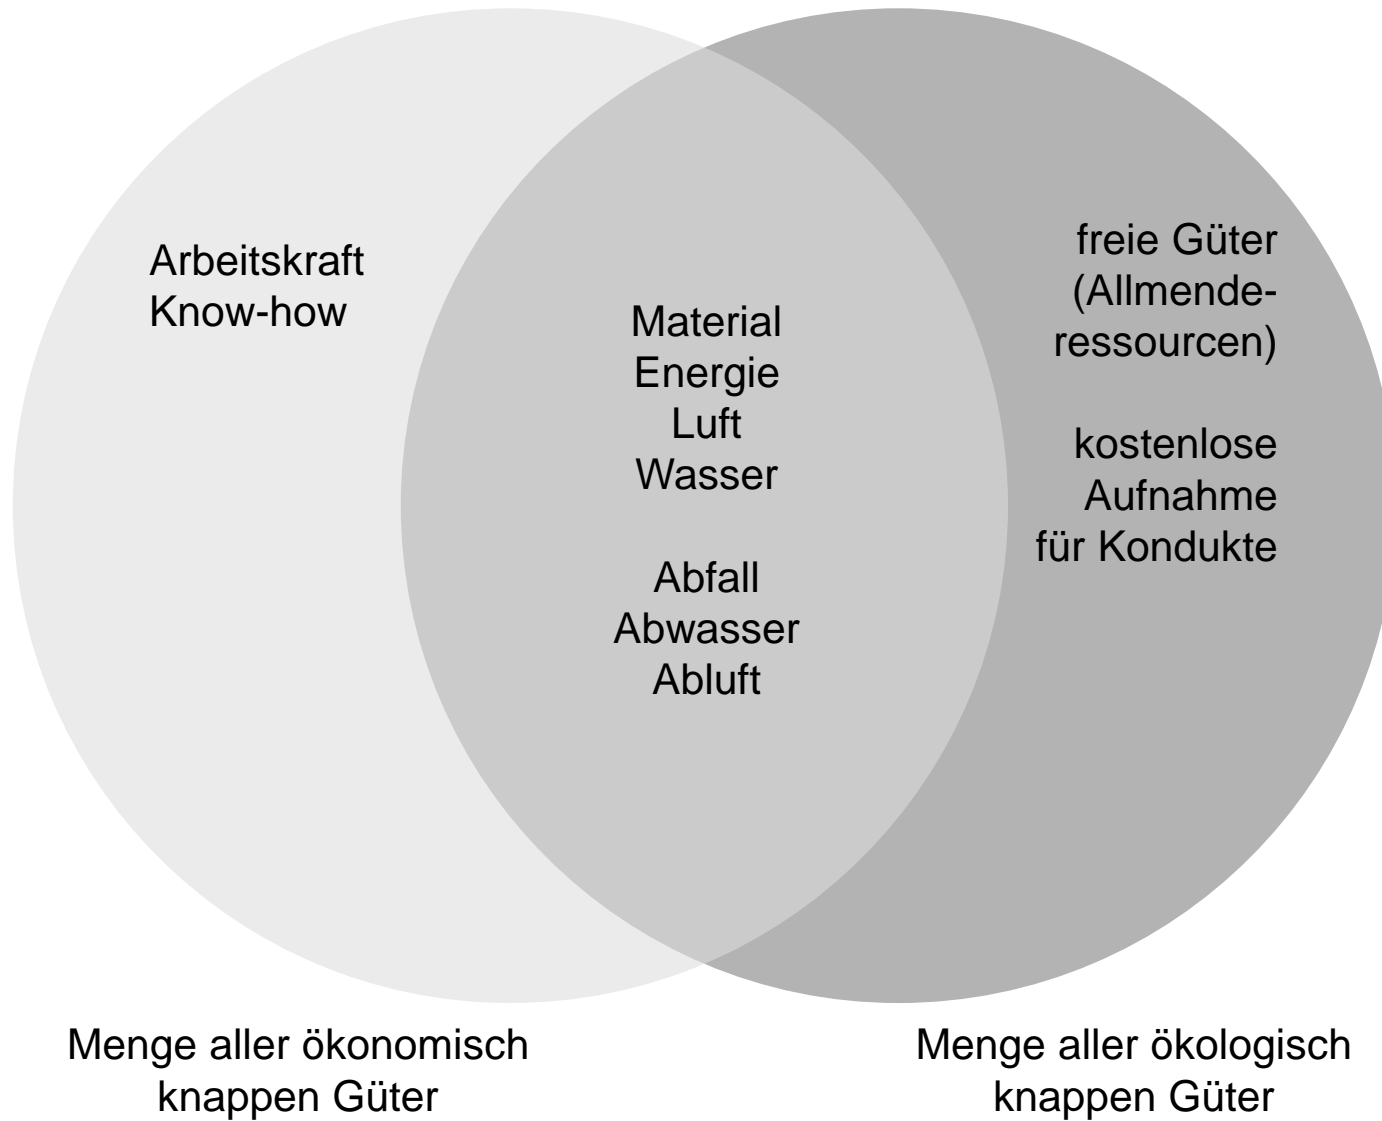 Arbeitskraft
Know-how
Material
Energie
Luft
Wasser
Abfall
Abwasser
Abluft
freie Güter
(Allmende-
ressourcen)
kostenlose
Aufnahme
für Kondukte
Menge aller ökonomisch
knappen Güter
Menge aller ökologisch
knappen Güter